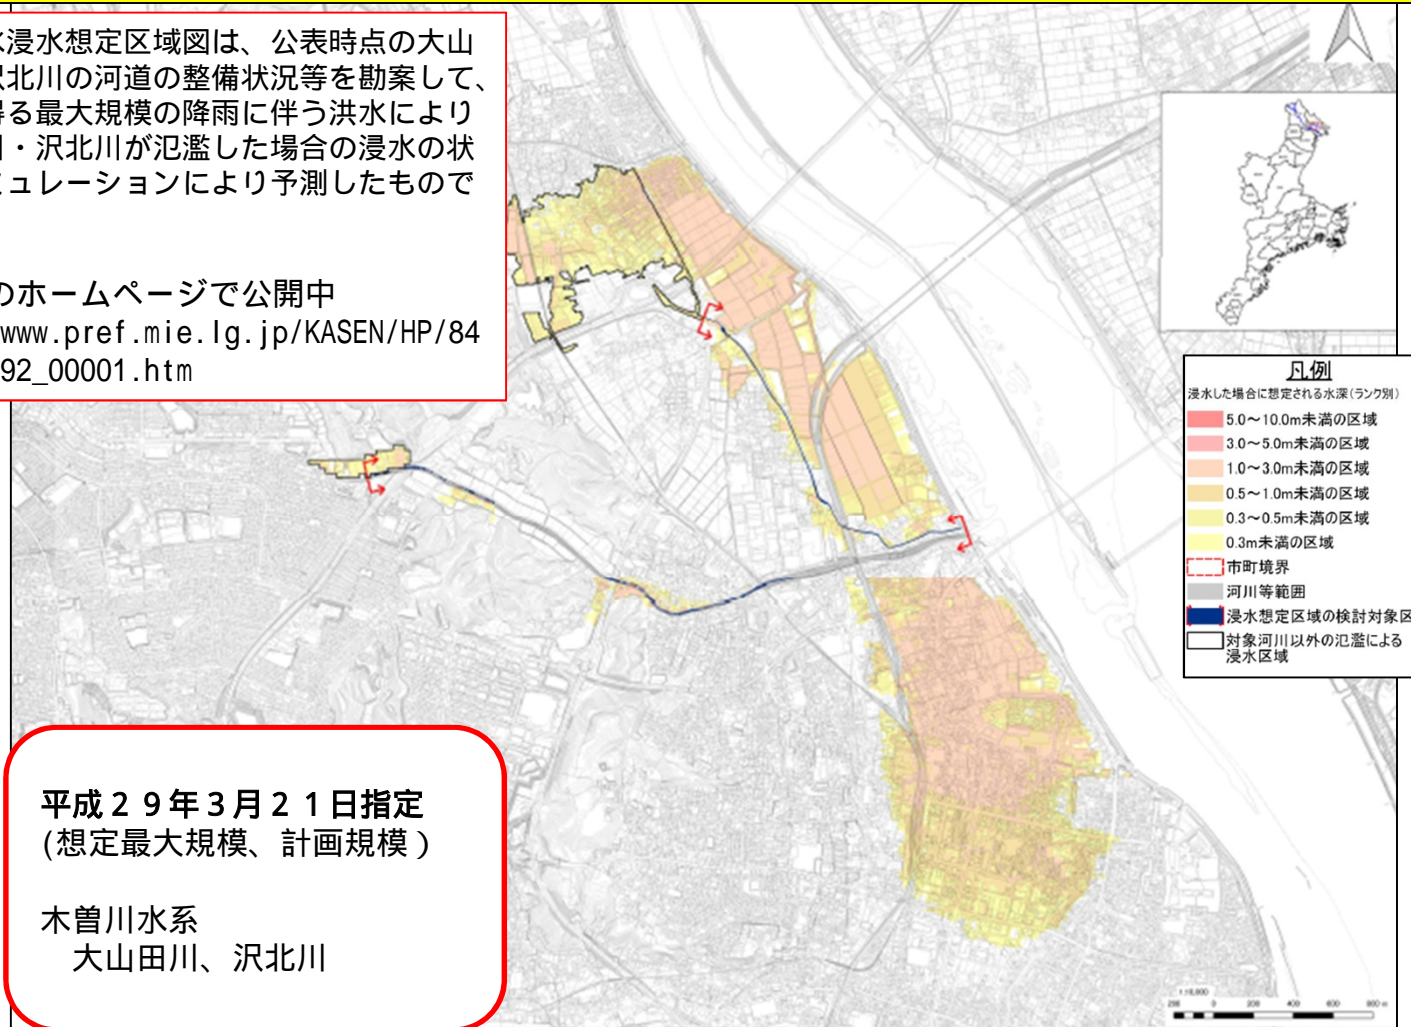 水浸水想定区域図は、公表時点の大山
沢北川の河道の整備状況等を勘案して、
得る最大規模の降雨に伴う洪水により
川・沢北川が氾濫した場合の浸水の状
ミュレーションにより予測したもので
のホームページで公開中
www.pref.mie.lg.jp/KASEN/HP/84
92_00001.htm
凡例
浸水した場合に想定される水深(ランク別)
5.0～10.0m未満の区域
3.0～5.0m未満の区域
1.0～3.0m未満の区域
0.5～1.0m未満の区域
0.3～0.5m未満の区域
0.3m未満の区域
市町境界
河川等範囲
浸水想定区域の検討対象区
対象河川以外の氾濫による
浸水区域
平成２９年３月２１日指定
(想定最大規模、計画規模）
木曽川水系
大山田川、沢北川
200 0 200 400 600 800 m